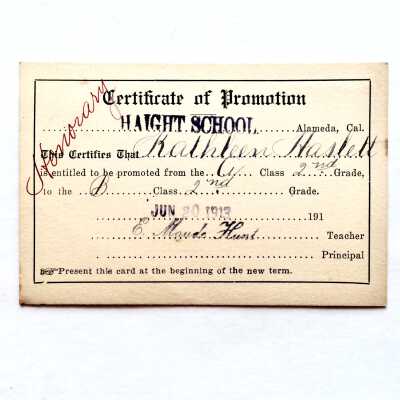 Honorary
Certificate of Promotion
HAIGHT SCHOOL Alameda, Cal.
This Certifies That Kathleen Haslett
is entitled to be promoted from the A Class 2nd Grade,
to the B Class 2nd Grade.
JUN 20 1913 191
E. Maude Hunt Teacher
Principal
Present this card at the beginning of the new term.